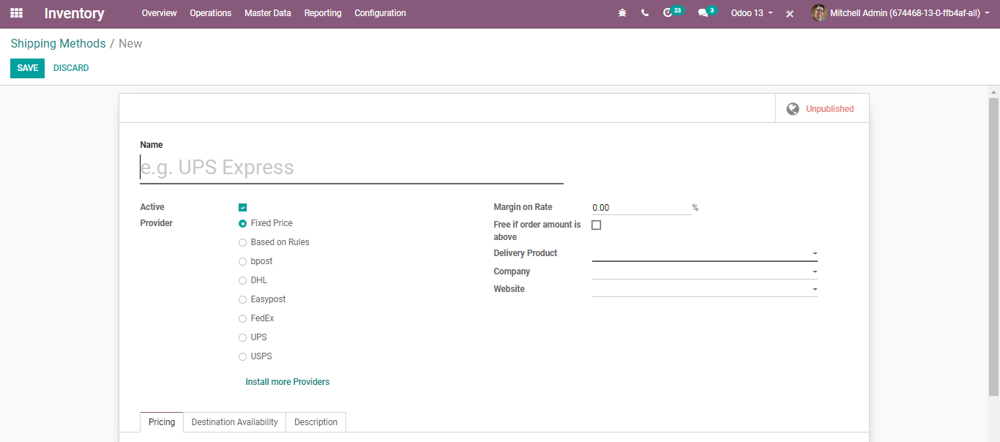 Inventory Overview Operations Master Data Reporting Configuration 23 3 Odoo 13 Mitchell Admin (674468-13-0-ffb4af-all)
Shipping Methods / New
SAVE DISCARD
Unpublished
Name
e.g. UPS Express
Active
Provider
Fixed Price
Based on Rules
bpost
DHL
Easypost
FedEx
UPS
USPS
Install more Providers
Margin on Rate 0.00 %
Free if order amount is
above
Delivery Product
Company
Website
Pricing Destination Availability Description